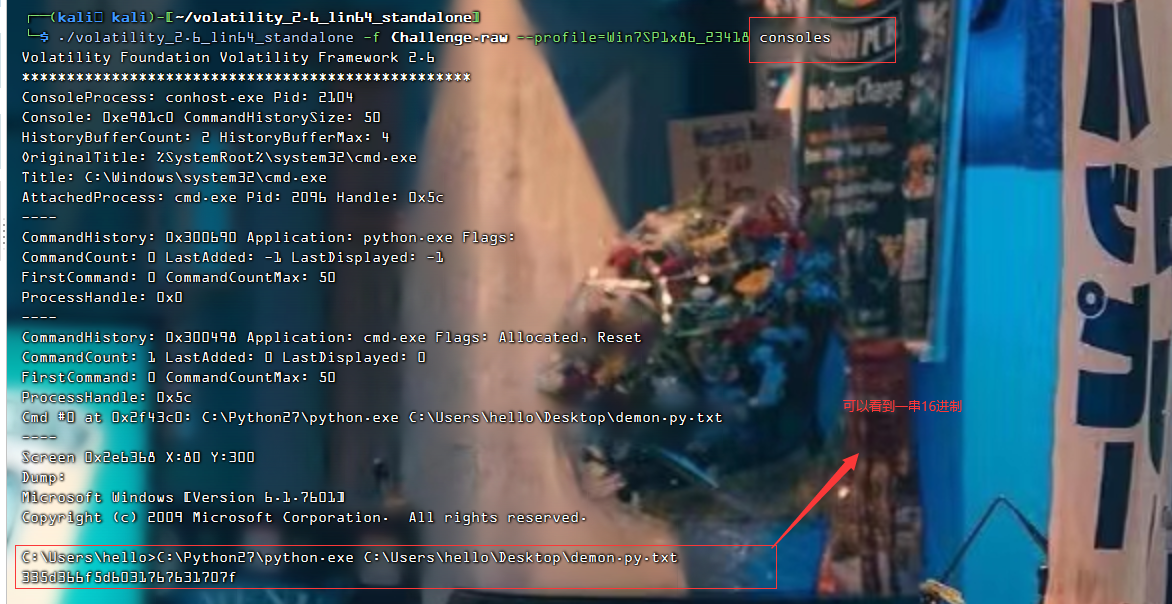 ┌──(kali㉿ kali)-[~/volatility_2.6_lin64_standalone]
└─$ ./volatility_2.6_lin64_standalone -f Challenge.raw --profile=Win7SP1x86_23418 consoles
Volatility Foundation Volatility Framework 2.6
**************************************************
ConsoleProcess: conhost.exe Pid: 2104
Console: 0xe981c0 CommandHistorySize: 50
HistoryBufferCount: 2 HistoryBufferMax: 4
OriginalTitle: %SystemRoot%\system32\cmd.exe
Title: C:\Windows\system32\cmd.exe
AttachedProcess: cmd.exe Pid: 2096 Handle: 0x5c
----
CommandHistory: 0x300690 Application: python.exe Flags:
CommandCount: 0 LastAdded: -1 LastDisplayed: -1
FirstCommand: 0 CommandCountMax: 50
ProcessHandle: 0x0
----
CommandHistory: 0x300498 Application: cmd.exe Flags: Allocated, Reset
CommandCount: 1 LastAdded: 0 LastDisplayed: 0
FirstCommand: 0 CommandCountMax: 50
ProcessHandle: 0x5c
Cmd #0 at 0x2f43c0: C:\Python27\python.exe C:\Users\hello\Desktop\demon.py.txt
----
Screen 0x2e6368 X:80 Y:300
Dump:
Microsoft Windows [Version 6.1.7601]
Copyright (c) 2009 Microsoft Corporation.  All rights reserved.
C:\Users\hello>C:\Python27\python.exe C:\Users\hello\Desktop\demon.py.txt
335d366f5d6031767631707f
可以看到一串16进制
No Over Charge